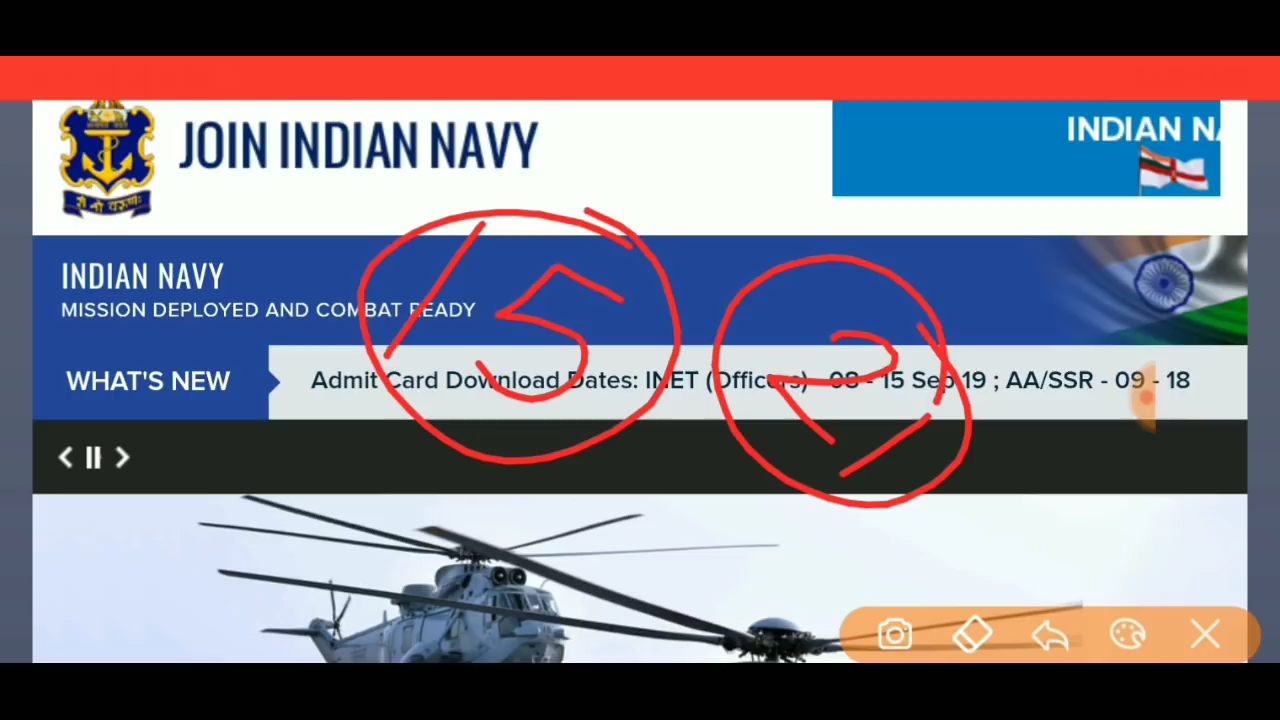 JOIN INDIAN NAVY
INDIAN NA
शं नो वरुणः
INDIAN NAVY
MISSION DEPLOYED AND COMBAT READY
15
WHAT'S NEW
Admit Card Download Dates: INET (Officers) - 08 - 15 Sep 19 ; AA/SSR - 09 - 18